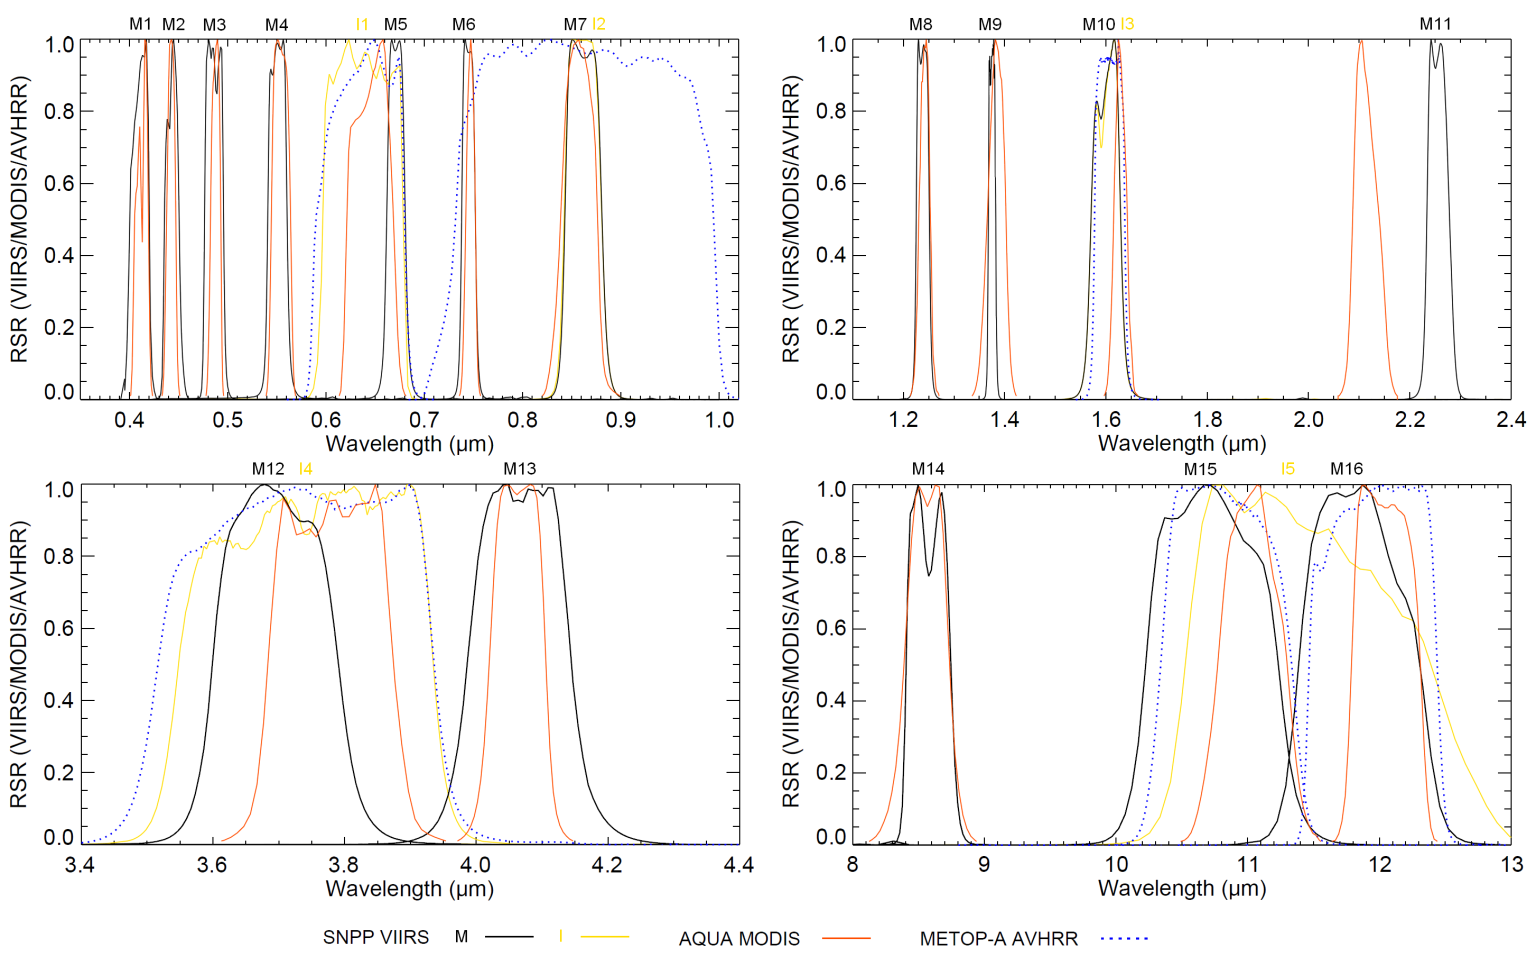 M1 M2 M3 M4 I1 M5 M6 M7 I2
1.0
0.8
0.6
0.4
0.2
0.0
RSR (VIIRS/MODIS/AVHRR)
0.4 0.5 0.6 0.7 0.8 0.9 1.0
Wavelength (µm)
M8 M9 M10 I3 M11
1.0
0.8
0.6
0.4
0.2
0.0
RSR (VIIRS/MODIS/AVHRR)
1.2 1.4 1.6 1.8 2.0 2.2 2.4
Wavelength (µm)
M12 I4 M13
1.0
0.8
0.6
0.4
0.2
0.0
RSR (VIIRS/MODIS/AVHRR)
3.4 3.6 3.8 4.0 4.2 4.4
Wavelength (µm)
M14 M15 I5 M16
1.0
0.8
0.6
0.4
0.2
0.0
RSR (VIIRS/MODIS/AVHRR)
8 9 10 11 12 13
Wavelength (µm)
SNPP VIIRS M I AQUA MODIS METOP-A AVHRR